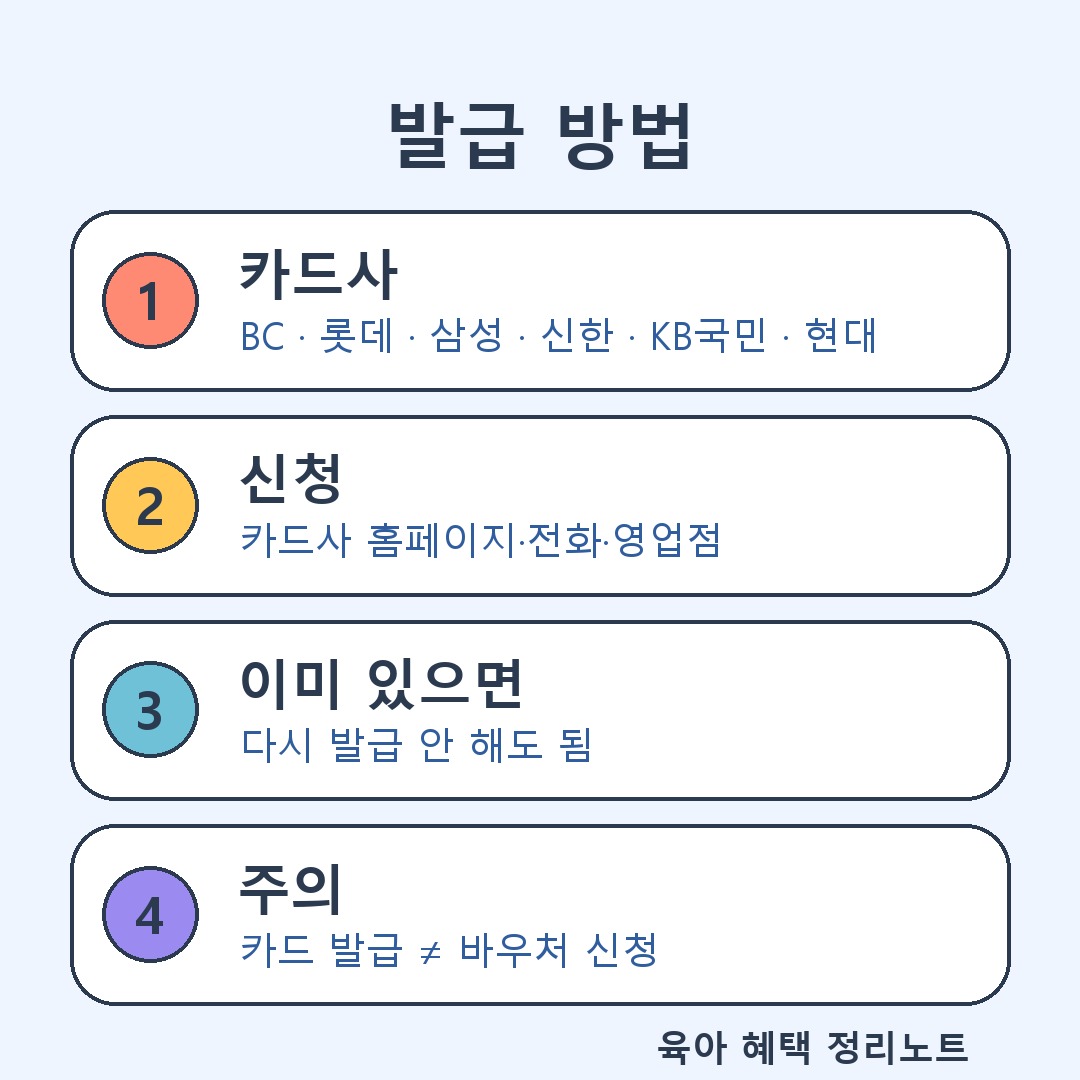 발급 방법
1
카드사
BC · 롯데 · 삼성 · 신한 · KB국민 · 현대
2
신청
카드사 홈페이지·전화·영업점
3
이미 있으면
다시 발급 안 해도 됨
4
주의
카드 발급 ≠ 바우처 신청
육아 혜택 정리노트